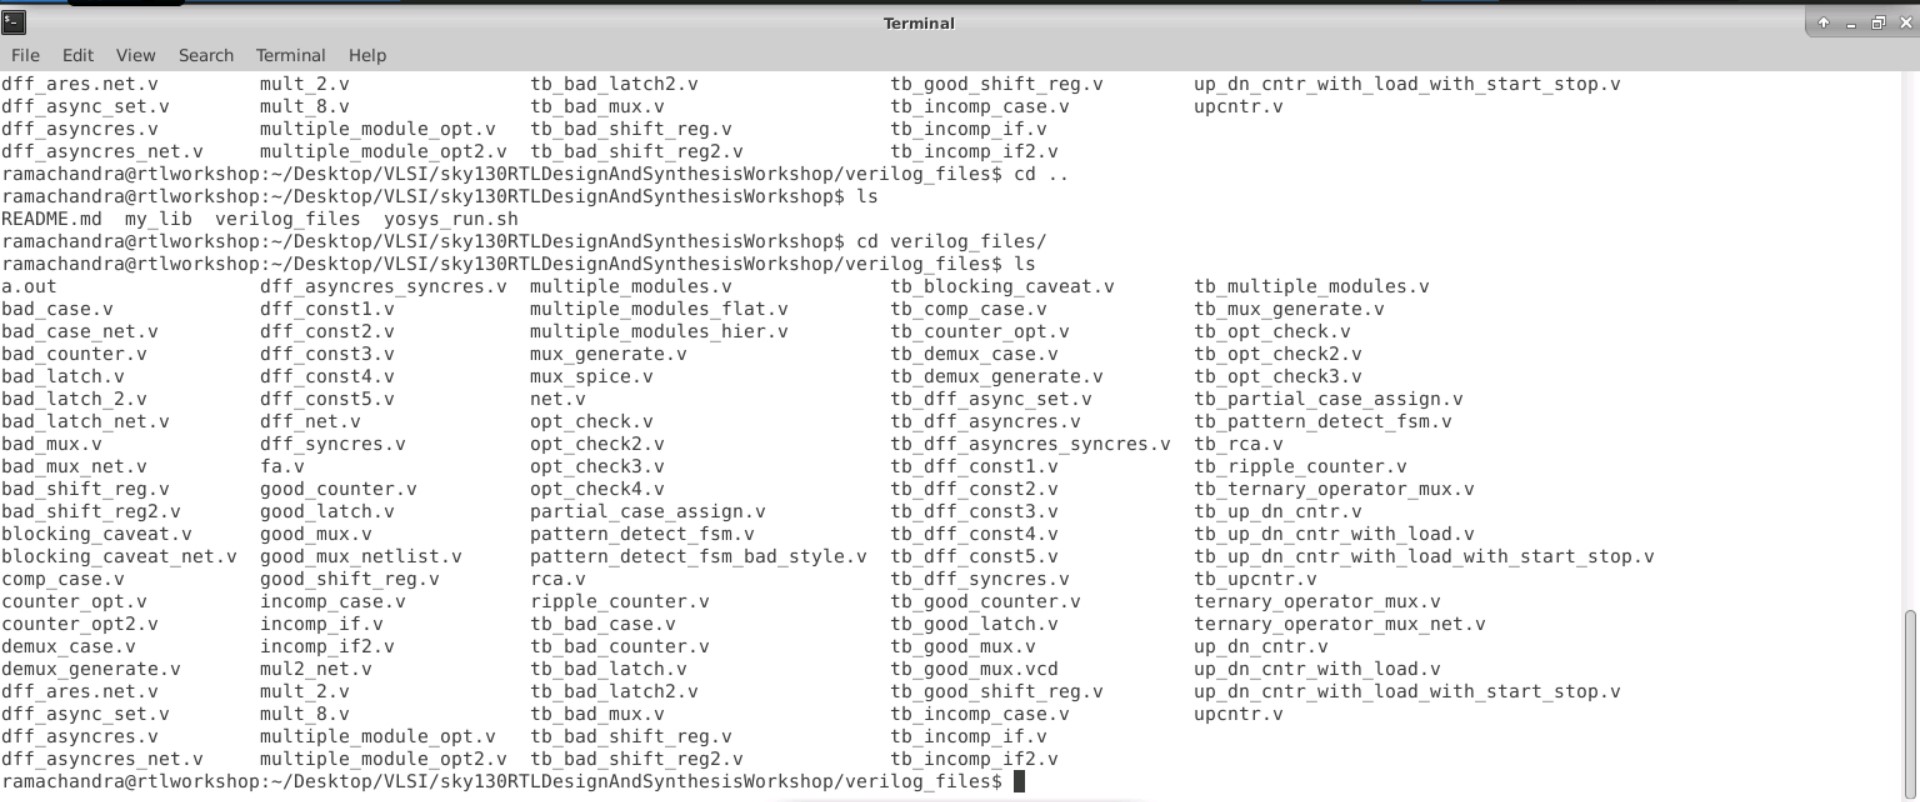 Terminal
File Edit View Search Terminal Help
dff_ares.net.v mult_2.v tb_bad_latch2.v tb_good_shift_reg.v up_dn_cntr_with_load_with_start_stop.v
dff_async_set.v mult_8.v tb_bad_mux.v tb_incomp_case.v upcntr.v
dff_asyncres.v multiple_module_opt.v tb_bad_shift_reg.v tb_incomp_if.v
dff_asyncres_net.v multiple_module_opt2.v tb_bad_shift_reg2.v tb_incomp_if2.v
ramachandra@rtlworkshop:~/Desktop/VLSI/sky130RTLDesignAndSynthesisWorkshop/verilog_files$ cd ..
ramachandra@rtlworkshop:~/Desktop/VLSI/sky130RTLDesignAndSynthesisWorkshop$ ls
README.md my_lib verilog_files yosys_run.sh
ramachandra@rtlworkshop:~/Desktop/VLSI/sky130RTLDesignAndSynthesisWorkshop$ cd verilog_files/
ramachandra@rtlworkshop:~/Desktop/VLSI/sky130RTLDesignAndSynthesisWorkshop/verilog_files$ ls
a.out dff_asyncres_syncres.v multiple_modules.v tb_blocking_caveat.v tb_multiple_modules.v
bad_case.v dff_const1.v multiple_modules_flat.v tb_comp_case.v tb_mux_generate.v
bad_case_net.v dff_const2.v multiple_modules_hier.v tb_counter_opt.v tb_opt_check.v
bad_counter.v dff_const3.v mux_generate.v tb_demux_case.v tb_opt_check2.v
bad_latch.v dff_const4.v mux_spice.v tb_demux_generate.v tb_opt_check3.v
bad_latch_2.v dff_const5.v net.v tb_dff_async_set.v tb_partial_case_assign.v
bad_latch_net.v dff_net.v opt_check.v tb_dff_asyncres.v tb_pattern_detect_fsm.v
bad_mux.v dff_syncres.v opt_check2.v tb_dff_asyncres_syncres.v tb_rca.v
bad_mux_net.v fa.v opt_check3.v tb_dff_const1.v tb_ripple_counter.v
bad_shift_reg.v good_counter.v opt_check4.v tb_dff_const2.v tb_ternary_operator_mux.v
bad_shift_reg2.v good_latch.v partial_case_assign.v tb_dff_const3.v tb_up_dn_cntr.v
blocking_caveat.v good_mux.v pattern_detect_fsm.v tb_dff_const4.v tb_up_dn_cntr_with_load.v
blocking_caveat_net.v good_mux_netlist.v pattern_detect_fsm_bad_style.v tb_dff_const5.v tb_up_dn_cntr_with_load_with_start_stop.v
comp_case.v good_shift_reg.v rca.v tb_dff_syncres.v tb_upcntr.v
counter_opt.v incomp_case.v ripple_counter.v tb_good_counter.v ternary_operator_mux.v
counter_opt2.v incomp_if.v tb_bad_case.v tb_good_latch.v ternary_operator_mux_net.v
demux_case.v incomp_if2.v tb_bad_counter.v tb_good_mux.v up_dn_cntr.v
demux_generate.v mul2_net.v tb_bad_latch.v tb_good_mux.vcd up_dn_cntr_with_load.v
dff_ares.net.v mult_2.v tb_bad_latch2.v tb_good_shift_reg.v up_dn_cntr_with_load_with_start_stop.v
dff_async_set.v mult_8.v tb_bad_mux.v tb_incomp_case.v upcntr.v
dff_asyncres.v multiple_module_opt.v tb_bad_shift_reg.v tb_incomp_if.v
dff_asyncres_net.v multiple_module_opt2.v tb_bad_shift_reg2.v tb_incomp_if2.v
ramachandra@rtlworkshop:~/Desktop/VLSI/sky130RTLDesignAndSynthesisWorkshop/verilog_files$